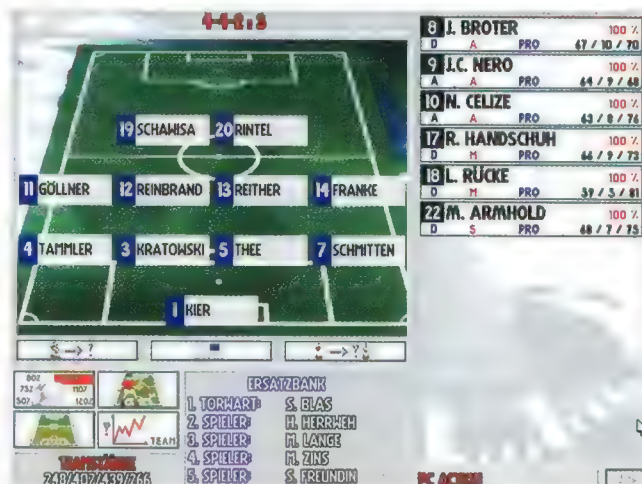 4-4-2:3
19 SCHAWISA 20 RINTEL
11 GÖLLNER 12 REINBRAND 13 REITHER 14 FRANKE
4 TAMMLER 3 KRATOWSKI 5 THEE 7 SCHMITTEN
1 KIER
8 J. BROTER 100 %
D A PRO 67 / 10 / 70
9 J.C. NERO 100 %
A A PRO 64 / 9 / 68
10 N. CELIZE 100 %
A A PRO 63 / 8 / 76
17 R. HANDSCHUH 100 %
D M PRO 66 / 9 / 73
18 L. RÜCKE 100 %
D M PRO 59 / 5 / 81
22 M. ARMHOLD 100 %
D S PRO 68 / 7 / 75
ERSATZBANK
1. TORWART: S. BLAS
2. SPIELER: H. HERRWEH
3. SPIELER: M. LANGE
4. SPIELER: M. ZINS
5. SPIELER: S. FREUNDIN
TEAM
TEAMSTÄRKE
248/407/439/266
PC ACTION